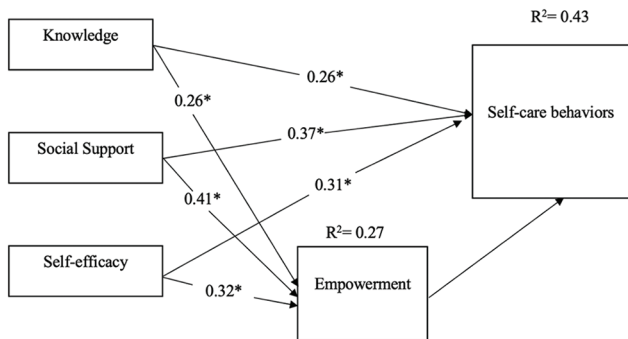 R²= 0.43
Knowledge
0.26*
0.26*
Self-care behaviors
Social Support
0.37*
0.31*
0.41*
R²= 0.27
Self-efficacy
Empowerment
0.32*